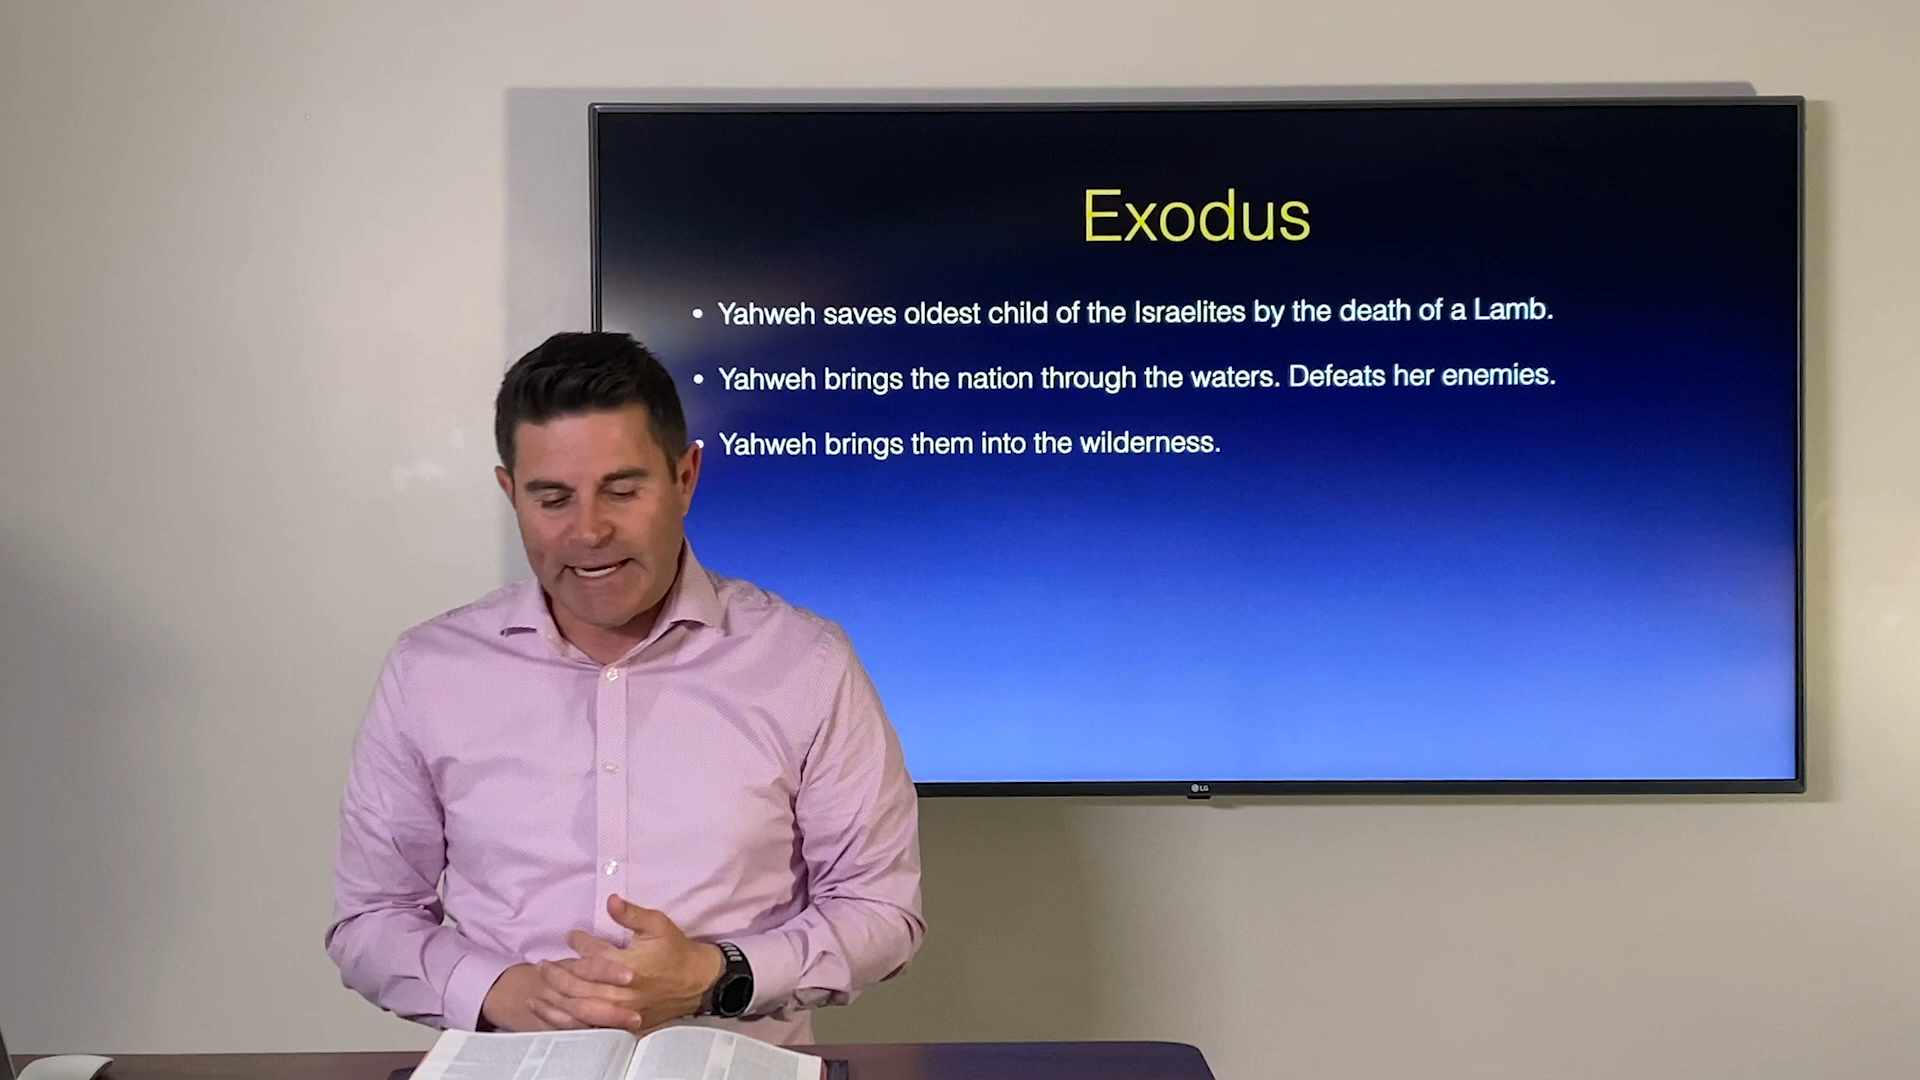 Exodus
• Yahweh saves oldest child of the Israelites by the death of a Lamb.
• Yahweh brings the nation through the waters. Defeats her enemies.
• Yahweh brings them into the wilderness.
LG